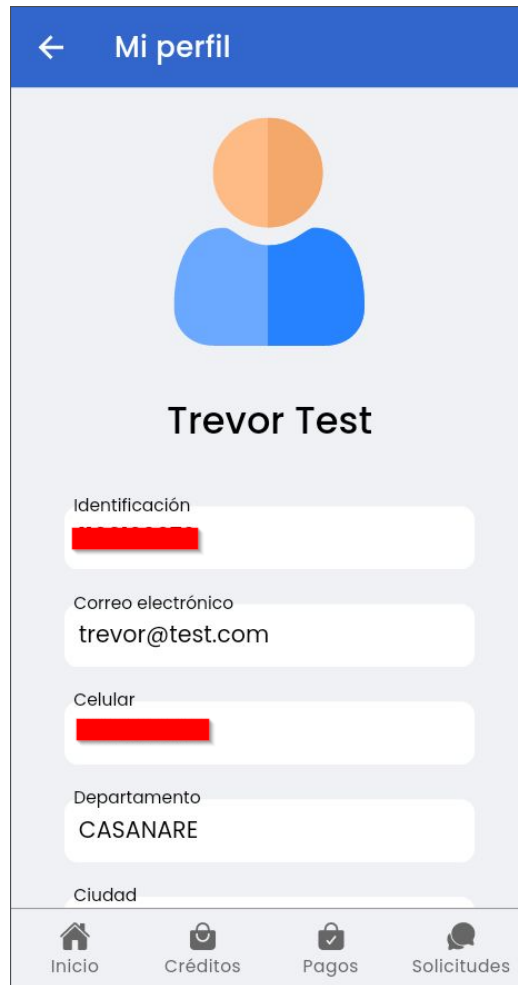 Mi perfil
Trevor Test
Identificación
Correo electrónico
trevor@test.com
Celular
Departamento
CASANARE
Ciudad
Inicio
Créditos
Pagos
Solicitudes